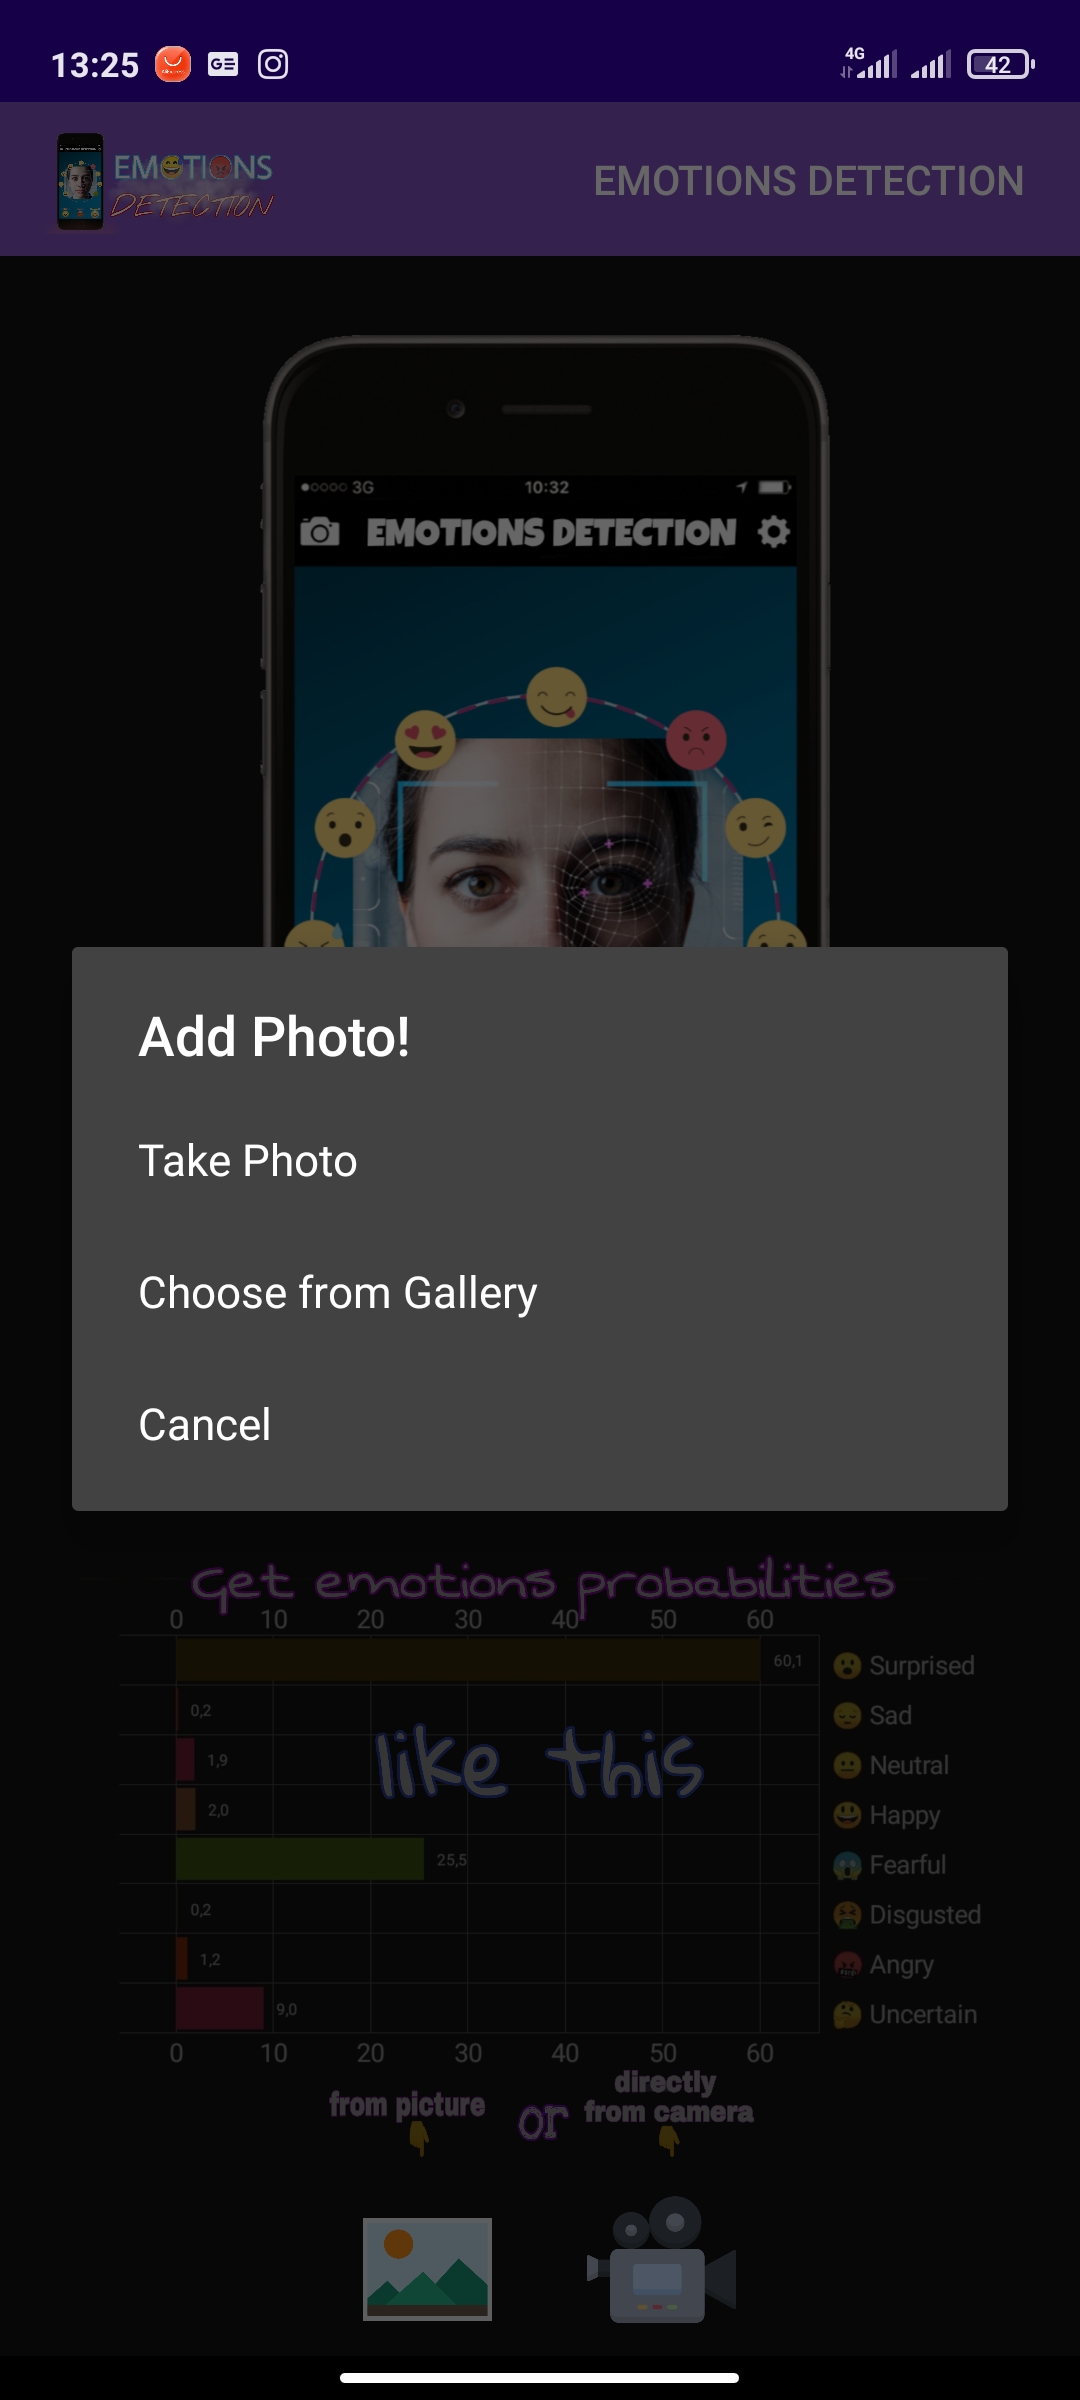 13:25 4G 42
EMOTIONS
DETECTION
EMOTIONS DETECTION
3G 10:32
EMOTIONS DETECTION
Add Photo!
Take Photo
Choose from Gallery
Cancel
Get emotions probabilities
0 10 20 30 40 50 60
60,1 Surprised
0,2 Sad
like this
1,9 Neutral
2,0 Happy
25,5 Fearful
0,2 Disgusted
1,2 Angry
9,0 Uncertain
0 10 20 30 40 50 60
from picture
or
directly
from camera